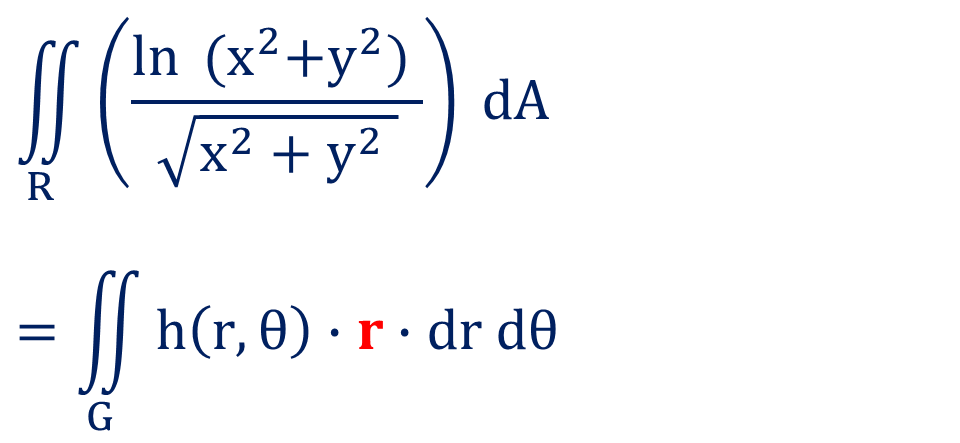 ∬_R ( ln (x²+y²) / √(x² + y²) ) dA
= ∬_G h(r, θ) · r · dr dθ